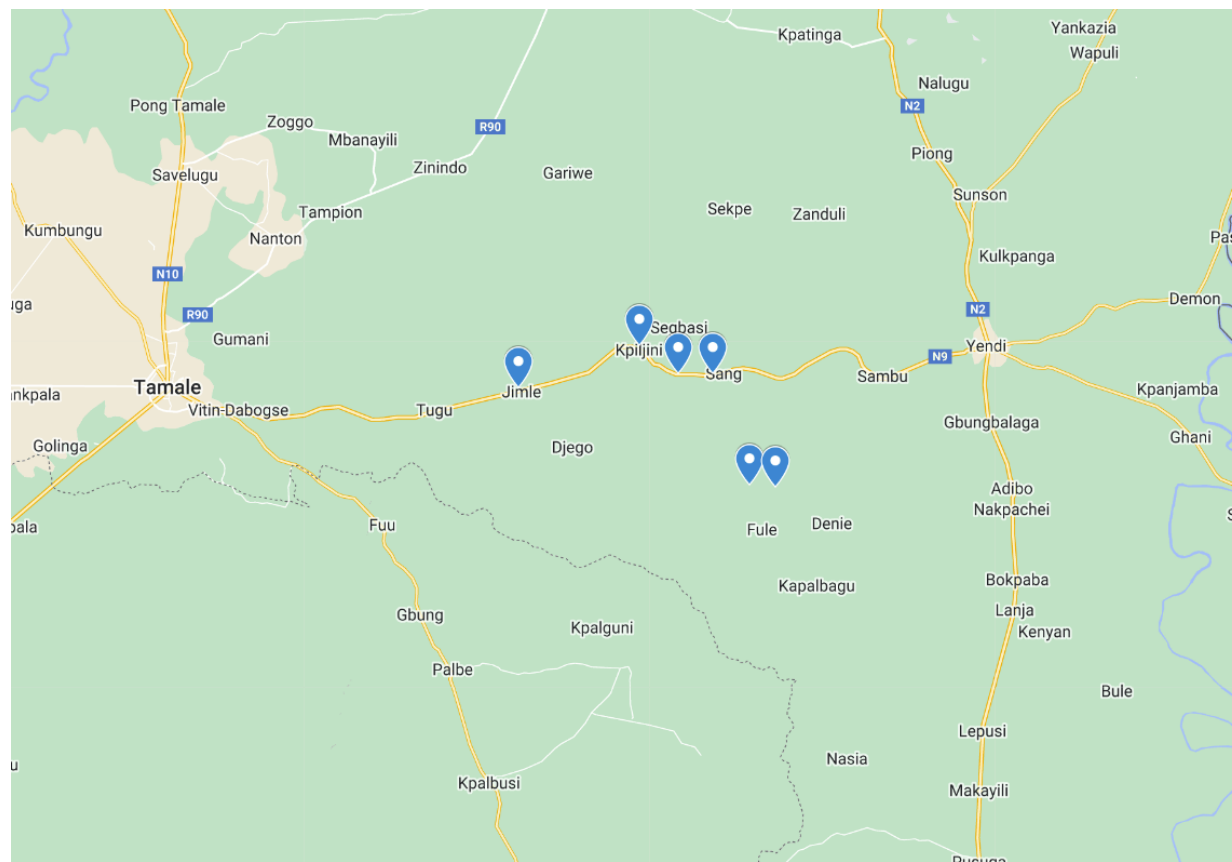 Yankazia
Kpatinga
Wapuli
Nalugu
Pong Tamale
N2
Zoggo
R90
Mbanayili
Piong
Zinindo
Gariwe
Savelugu
Sunson
Sekpe
Zanduli
Tampion
Kumbungu
Nanton
Kulkpanga
N10
Demon
N2
R90
Segbasi
Gumani
Yendi
Kpiljini
N9
Sang
Sambu
Tamale
Jimle
Kpanjamba
Vitin-Dabogse
Tugu
Gbungbalaga
Ghani
Golinga
Djego
Adibo
Nakpachei
Fuu
Denie
Fule
Bokpaba
Kapalbagu
Lanja
Gbung
Kpalguni
Kenyan
Palbe
Bule
Lepusi
Nasia
Kpalbusi
Makayili